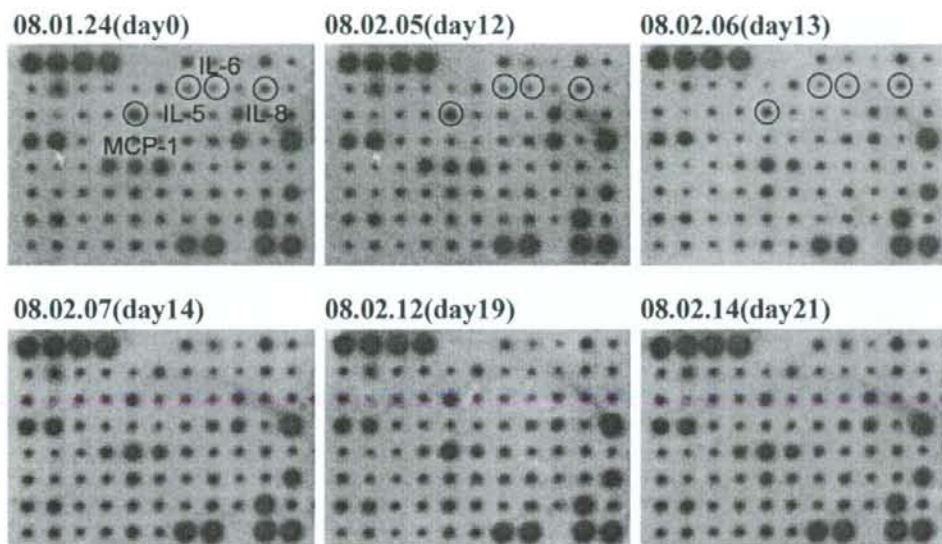 08.01.24(day0)
08.02.05(day12)
08.02.06(day13)
IL-6
IL-5
IL-8
MCP-1
08.02.07(day14)
08.02.12(day19)
08.02.14(day21)